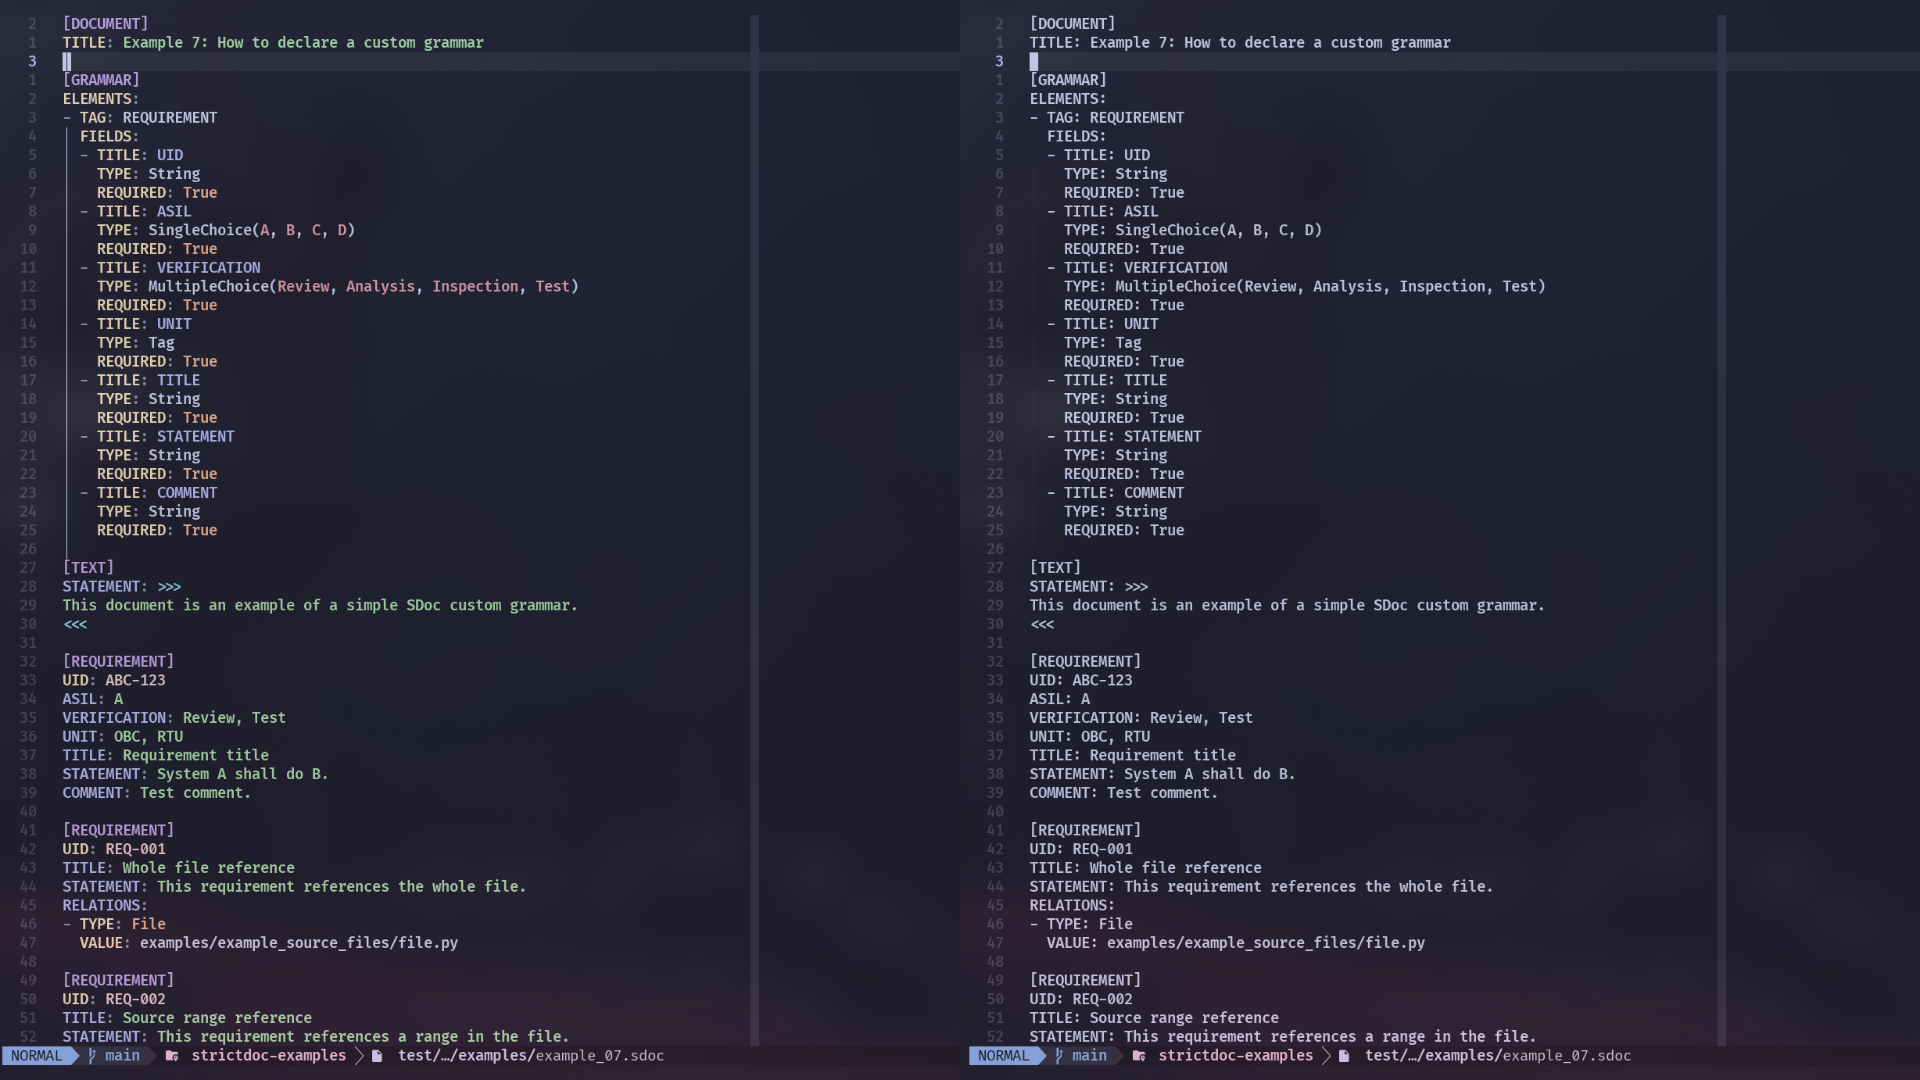 2 [DOCUMENT]
1 TITLE: Example 7: How to declare a custom grammar
3
1 [GRAMMAR]
2 ELEMENTS:
3 - TAG: REQUIREMENT
4 FIELDS:
5 - TITLE: UID
6 TYPE: String
7 REQUIRED: True
8 - TITLE: ASIL
9 TYPE: SingleChoice(A, B, C, D)
10 REQUIRED: True
11 - TITLE: VERIFICATION
12 TYPE: MultipleChoice(Review, Analysis, Inspection, Test)
13 REQUIRED: True
14 - TITLE: UNIT
15 TYPE: Tag
16 REQUIRED: True
17 - TITLE: TITLE
18 TYPE: String
19 REQUIRED: True
20 - TITLE: STATEMENT
21 TYPE: String
22 REQUIRED: True
23 - TITLE: COMMENT
24 TYPE: String
25 REQUIRED: True
26
27 [TEXT]
28 STATEMENT: >>>
29 This document is an example of a simple SDoc custom grammar.
30 <<<
31
32 [REQUIREMENT]
33 UID: ABC-123
34 ASIL: A
35 VERIFICATION: Review, Test
36 UNIT: OBC, RTU
37 TITLE: Requirement title
38 STATEMENT: System A shall do B.
39 COMMENT: Test comment.
40
41 [REQUIREMENT]
42 UID: REQ-001
43 TITLE: Whole file reference
44 STATEMENT: This requirement references the whole file.
45 RELATIONS:
46 - TYPE: File
47 VALUE: examples/example_source_files/file.py
48
49 [REQUIREMENT]
50 UID: REQ-002
51 TITLE: Source range reference
52 STATEMENT: This requirement references a range in the file.
NORMAL main strictdoc-examples test/…/examples/example_07.sdoc
2 [DOCUMENT]
1 TITLE: Example 7: How to declare a custom grammar
3
1 [GRAMMAR]
2 ELEMENTS:
3 - TAG: REQUIREMENT
4 FIELDS:
5 - TITLE: UID
6 TYPE: String
7 REQUIRED: True
8 - TITLE: ASIL
9 TYPE: SingleChoice(A, B, C, D)
10 REQUIRED: True
11 - TITLE: VERIFICATION
12 TYPE: MultipleChoice(Review, Analysis, Inspection, Test)
13 REQUIRED: True
14 - TITLE: UNIT
15 TYPE: Tag
16 REQUIRED: True
17 - TITLE: TITLE
18 TYPE: String
19 REQUIRED: True
20 - TITLE: STATEMENT
21 TYPE: String
22 REQUIRED: True
23 - TITLE: COMMENT
24 TYPE: String
25 REQUIRED: True
26
27 [TEXT]
28 STATEMENT: >>>
29 This document is an example of a simple SDoc custom grammar.
30 <<<
31
32 [REQUIREMENT]
33 UID: ABC-123
34 ASIL: A
35 VERIFICATION: Review, Test
36 UNIT: OBC, RTU
37 TITLE: Requirement title
38 STATEMENT: System A shall do B.
39 COMMENT: Test comment.
40
41 [REQUIREMENT]
42 UID: REQ-001
43 TITLE: Whole file reference
44 STATEMENT: This requirement references the whole file.
45 RELATIONS:
46 - TYPE: File
47 VALUE: examples/example_source_files/file.py
48
49 [REQUIREMENT]
50 UID: REQ-002
51 TITLE: Source range reference
52 STATEMENT: This requirement references a range in the file.
NORMAL main strictdoc-examples test/…/examples/example_07.sdoc